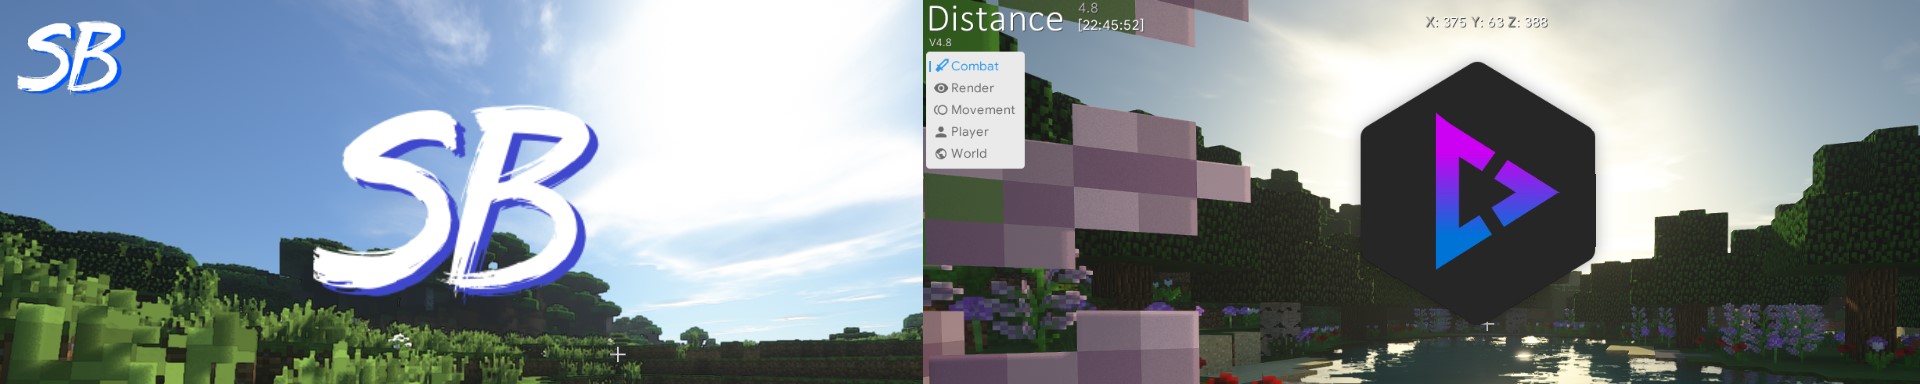 SB
SB
Distance
4.8
[22:45:52]
V4.8
Combat
Render
Movement
Player
World
X: 375 Y: 63 Z: 388